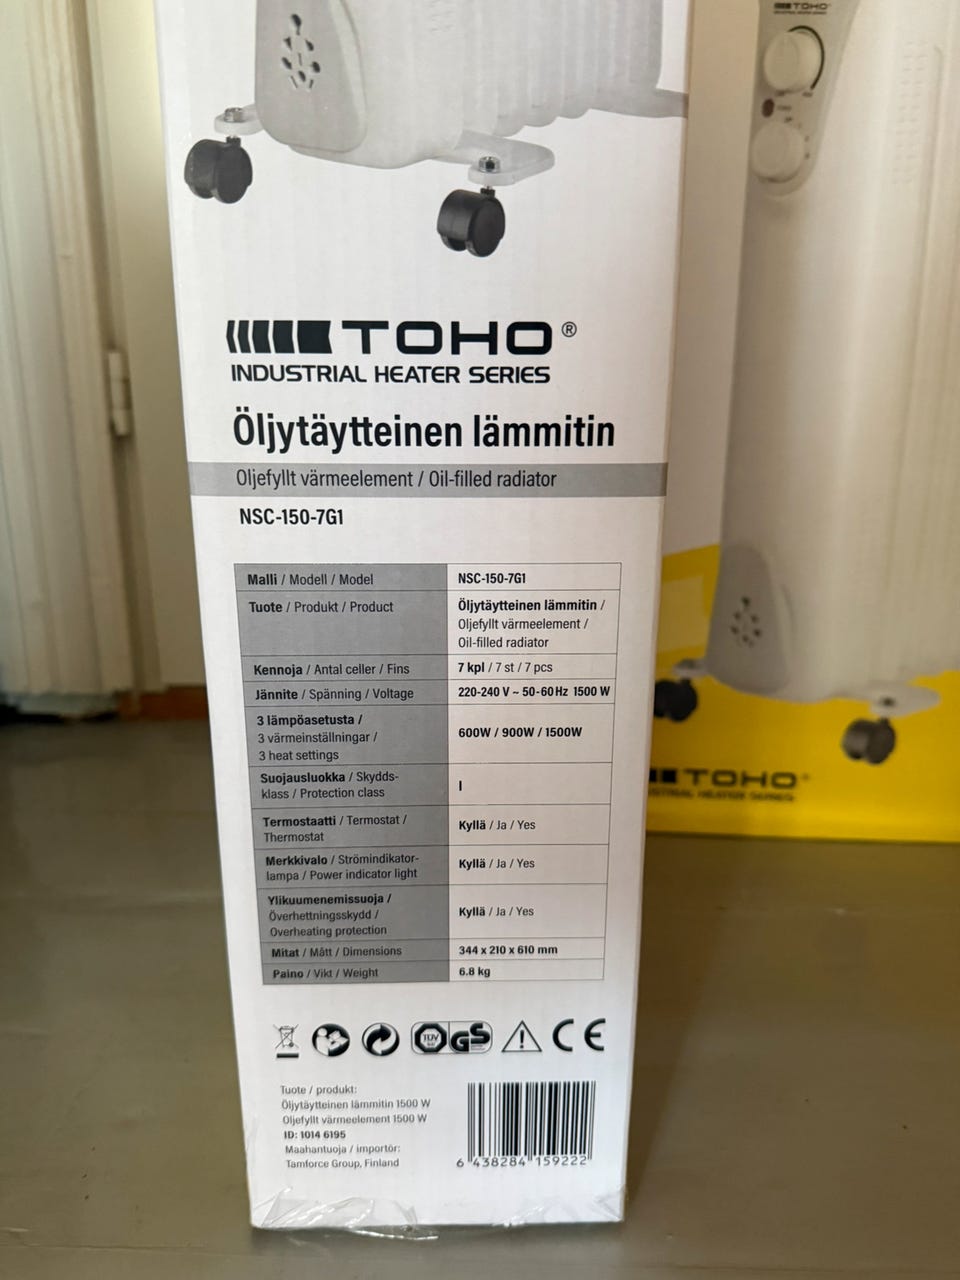 TOHO®
INDUSTRIAL HEATER SERIES
Öljytäytteinen lämmitin
Oljefyllt värmeelement / Oil-filled radiator
NSC-150-7G1
Malli / Modell / Model NSC-150-7G1
Tuote / Produkt / Product Öljytäytteinen lämmitin /
Oljefyllt värmeelement /
Oil-filled radiator
Kennoja / Antal celler / Fins 7 kpl / 7 st / 7 pcs
Jännite / Spänning / Voltage 220-240 V ~ 50-60 Hz 1500 W
3 lämpöasetusta /
3 värmeinställningar /
3 heat settings
600W / 900W / 1500W
Suojausluokka / Skydds-
klass / Protection class
I
Termostaatti / Termostat /
Thermostat
Kyllä / Ja / Yes
Merkkivalo / Strömindikator-
lampa / Power indicator light
Kyllä / Ja / Yes
Ylikuumenemissuoja /
Överhettningsskydd /
Overheating protection
Kyllä / Ja / Yes
Mitat / Mått / Dimensions 344 x 210 x 610 mm
Paino / Vikt / Weight 6.8 kg
TÜV GS CE
Tuote / produkt:
Öljytäytteinen lämmitin 1500 W
Oljefyllt värmeelement 1500 W
ID: 1014 6195
Maahantuoja / importör:
Tamforce Group, Finland
6 438284 159222
TOHO®
INDUSTRIAL HEATER SERIES
TOHO®
STRIAL HEATER SERIES